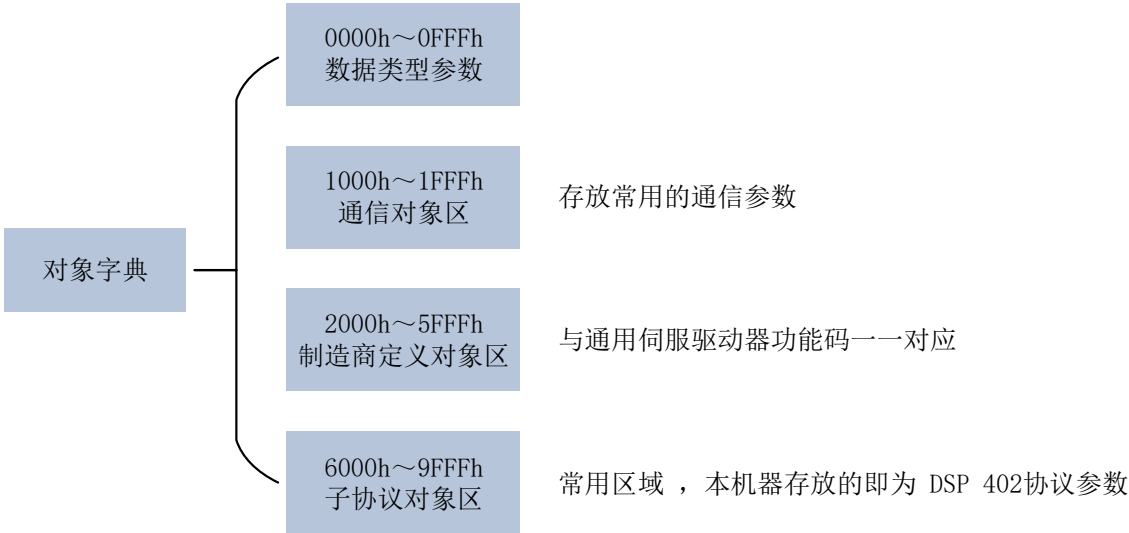 0000h～0FFFh
数据类型参数
1000h～1FFFh
通信对象区
存放常用的通信参数
对象字典
2000h～5FFFh
制造商定义对象区
与通用伺服驱动器功能码一一对应
6000h～9FFFh
子协议对象区
常用区域 ，本机器存放的即为 DSP 402协议参数